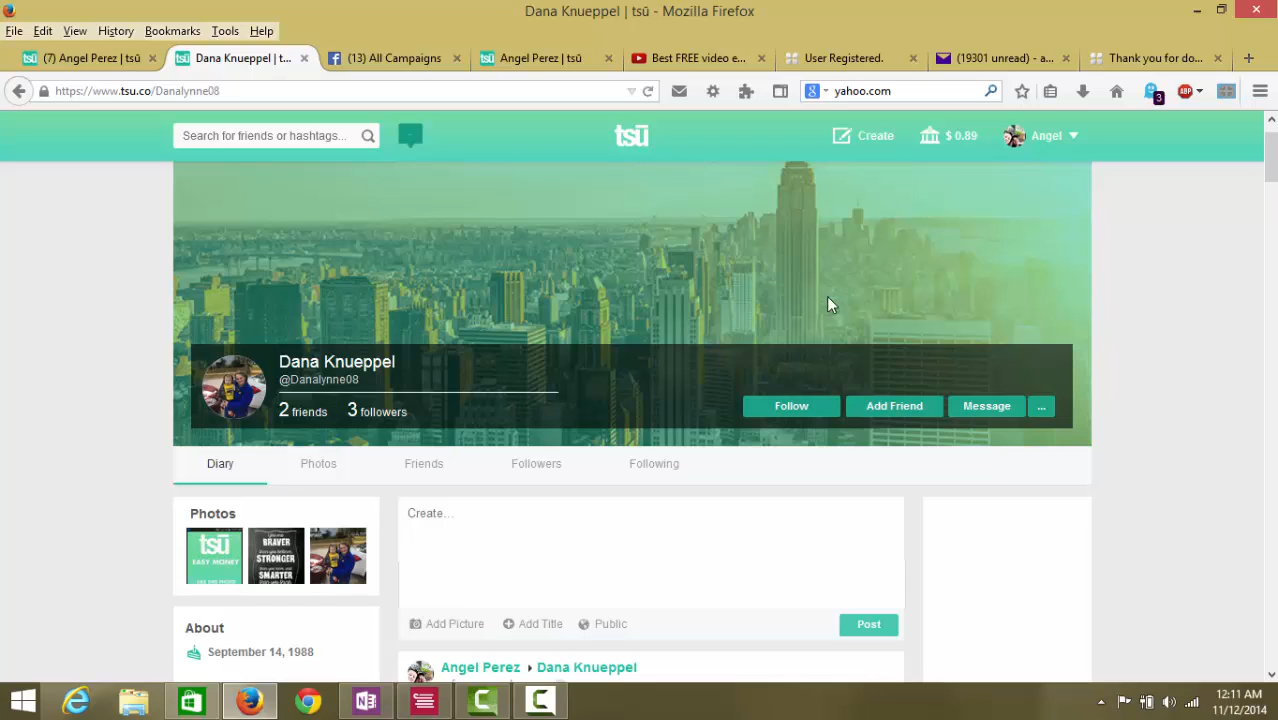 Dana Knueppel | tsū - Mozilla Firefox
File Edit View History Bookmarks Tools Help
(7) Angel Perez | tsū
Dana Knueppel | t...
(13) All Campaigns
Angel Perez | tsū
Best FREE video e...
User Registered.
(19301 unread) - a...
Thank you for do...
https://www.tsu.co/Danalynne08
yahoo.com
3
Search for friends or hashtags...
tsū
Create
$ 0.89
Angel
Dana Knueppel
@Danalynne08
2 friends 3 followers
Follow Add Friend Message ...
Diary Photos Friends Followers Following
Photos
tsū
EASY MONEY
BRAVER
STRONGER
SMARTER
Create...
Add Picture Add Title Public Post
About
September 14, 1988
Angel Perez Dana Knueppel
12:11 AM
11/12/2014